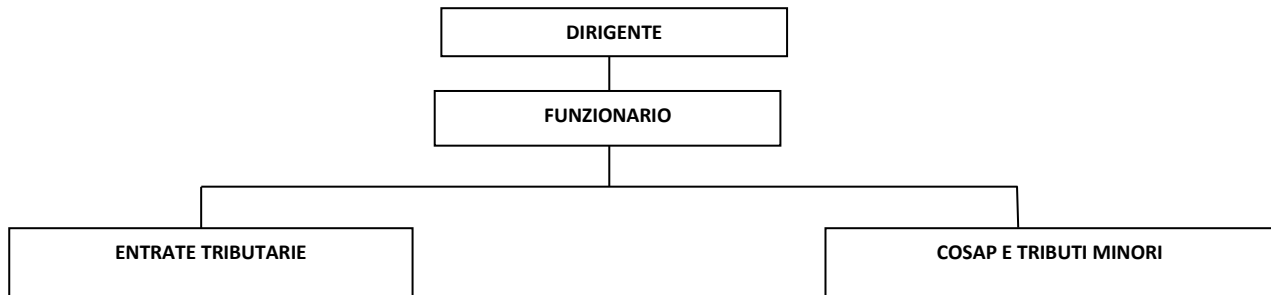 DIRIGENTE
FUNZIONARIO
ENTRATE TRIBUTARIE
COSAP E TRIBUTI MINORI